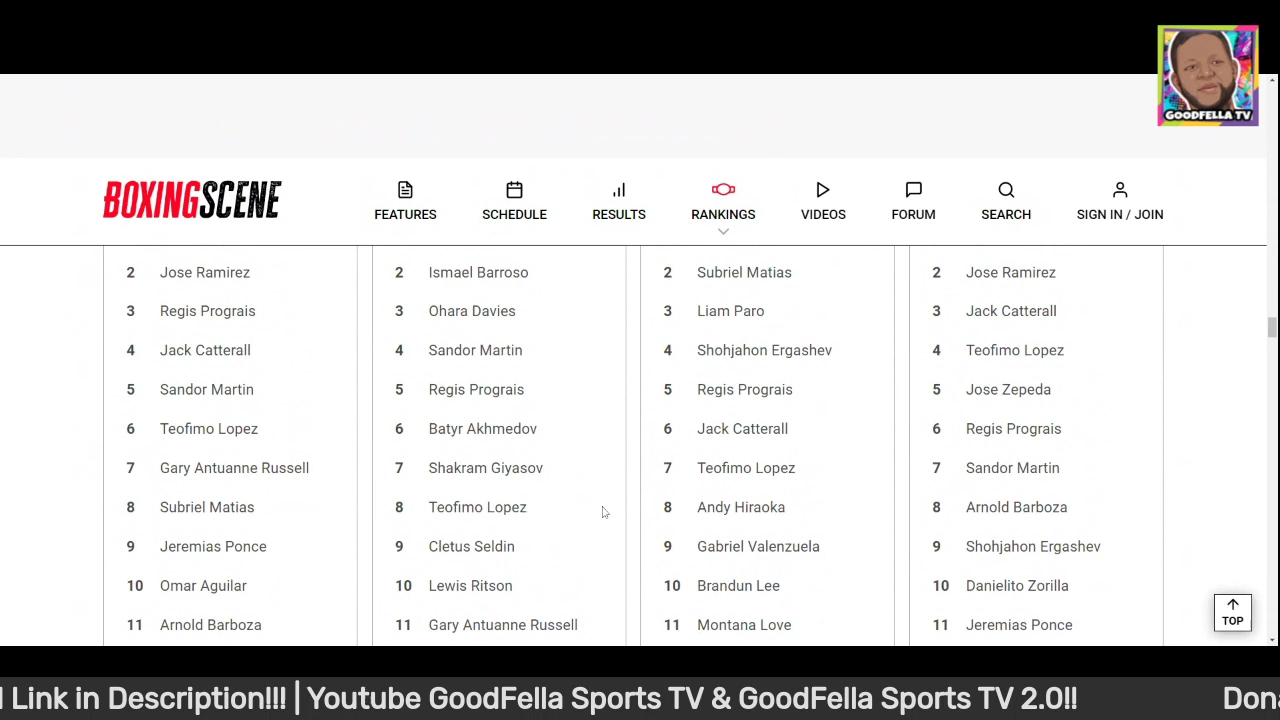 GOODFELLA TV
BOXINGSCENE
FEATURES
SCHEDULE
RESULTS
RANKINGS
VIDEOS
FORUM
SEARCH
SIGN IN / JOIN
2 Jose Ramirez
3 Regis Prograis
4 Jack Catterall
5 Sandor Martin
6 Teofimo Lopez
7 Gary Antuanne Russell
8 Subriel Matias
9 Jeremias Ponce
10 Omar Aguilar
11 Arnold Barboza
2 Ismael Barroso
3 Ohara Davies
4 Sandor Martin
5 Regis Prograis
6 Batyr Akhmedov
7 Shakram Giyasov
8 Teofimo Lopez
9 Cletus Seldin
10 Lewis Ritson
11 Gary Antuanne Russell
2 Subriel Matias
3 Liam Paro
4 Shohjahon Ergashev
5 Regis Prograis
6 Jack Catterall
7 Teofimo Lopez
8 Andy Hiraoka
9 Gabriel Valenzuela
10 Brandun Lee
11 Montana Love
2 Jose Ramirez
3 Jack Catterall
4 Teofimo Lopez
5 Jose Zepeda
6 Regis Prograis
7 Sandor Martin
8 Arnold Barboza
9 Shohjahon Ergashev
10 Danielito Zorilla
11 Jeremias Ponce
TOP
Link in Description!!! | Youtube GoodFella Sports TV & GoodFella Sports TV 2.0!!